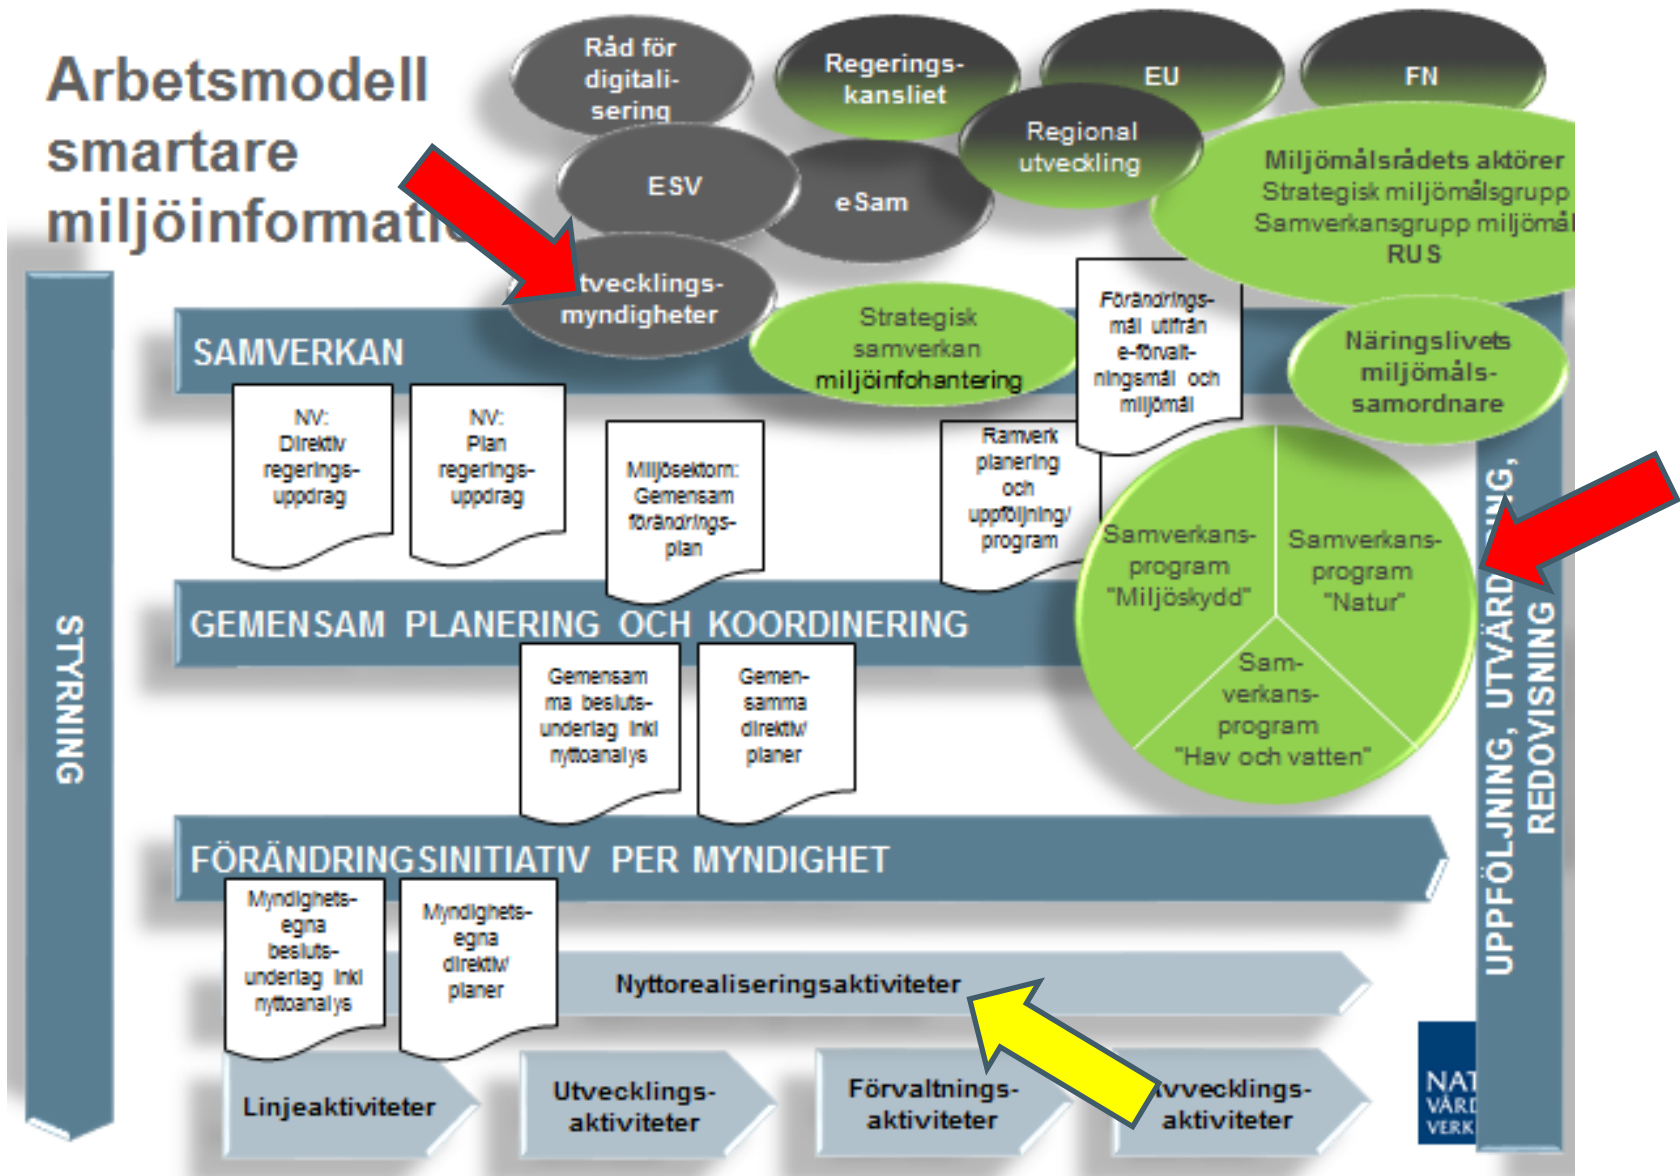 Arbetsmodell
smartare
miljöinformati
Råd för
digitali-
sering
Regerings-
kansliet
EU
FN
Regional
utveckling
ESV
eSam
Miljömålsrådets aktörer
Strategisk miljömålsgrupp
Samverkansgrupp miljömål
RUS
tvecklings-
myndigheter
Strategisk
samverkan
miljöinfohantering
Förändrings-
mål utifrån
e-förvalt-
ningsmål och
miljömål
Näringslivets
miljömåls-
samordnare
SAMVERKAN
NV:
Direktiv
regerings-
uppdrag
NV:
Plan
regerings-
uppdrag
Miljösektorn:
Gemensam
förändrings-
plan
Ramverk
planering
och
uppföljning/
program
Samverkans-
program
"Miljöskydd"
Samverkans-
program
"Natur"
Sam-
verkans-
program
"Hav och vatten"
GEMENSAM PLANERING OCH KOORDINERING
Gemensam
ma besluts-
underlag inkl
nyttoanalys
Gemen-
samma
direktiv/
planer
STYRNING
UPPFÖLJNING, UTVÄRDERING,
REDOVISNING
FÖRÄNDRINGSINITIATIV PER MYNDIGHET
Myndighets-
egna
besluts-
underlag inkl
nyttoanalys
Myndighets-
egna
direktiv/
planer
Nyttorealiseringsaktiviteter
Linjeaktiviteter
Utvecklings-
aktiviteter
Förvaltnings-
aktiviteter
vvecklings-
aktiviteter
NAT
VÅRD
VERK